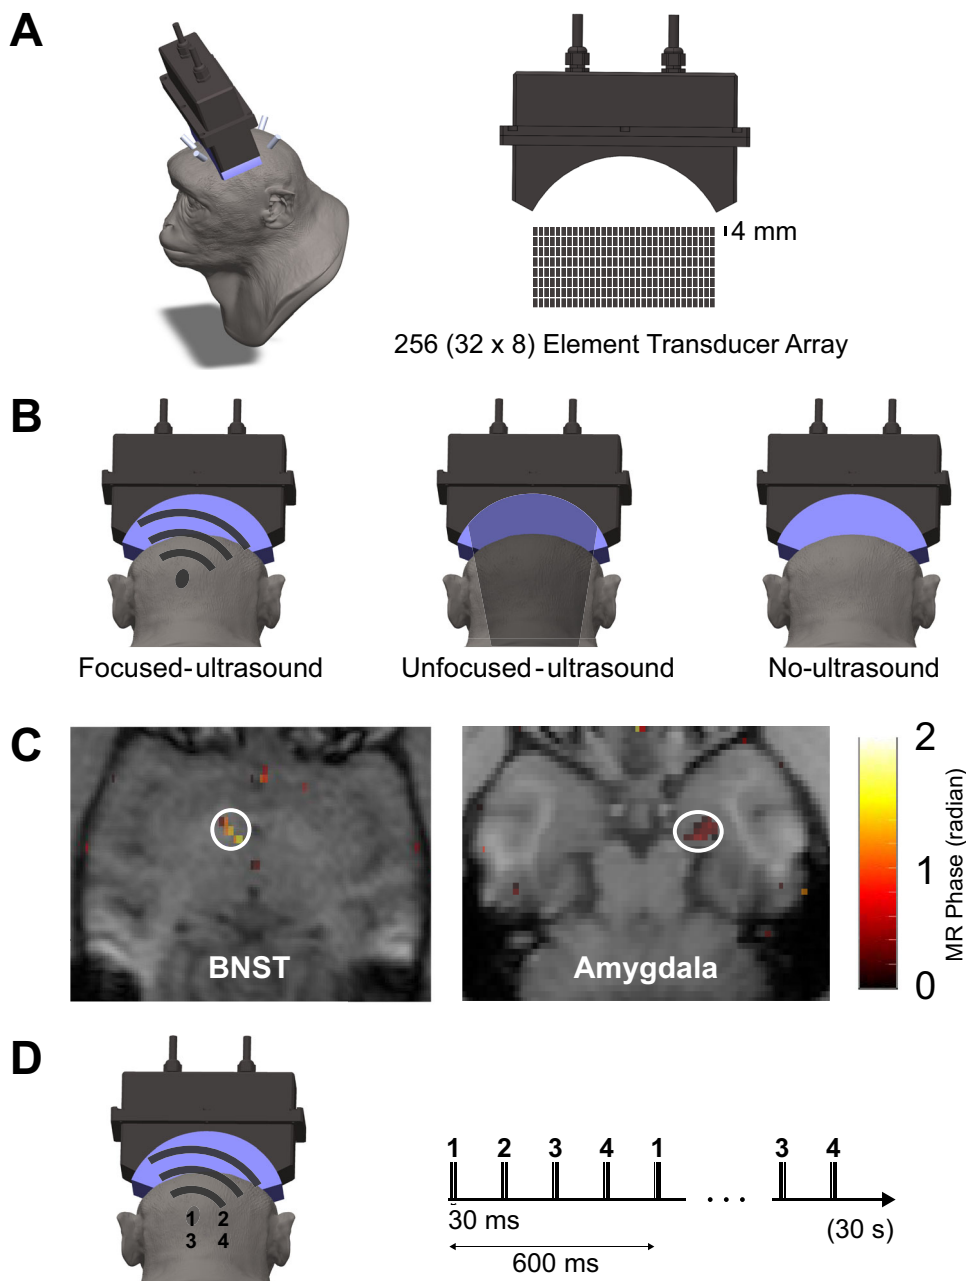 A
4 mm
256 (32 x 8) Element Transducer Array
B
Focused-ultrasound
Unfocused-ultrasound
No-ultrasound
C
BNST
Amygdala
2
1
0
MR Phase (radian)
D
1 2
3 4
1 2 3 4 1 3 4
. . .
30 ms
(30 s)
600 ms